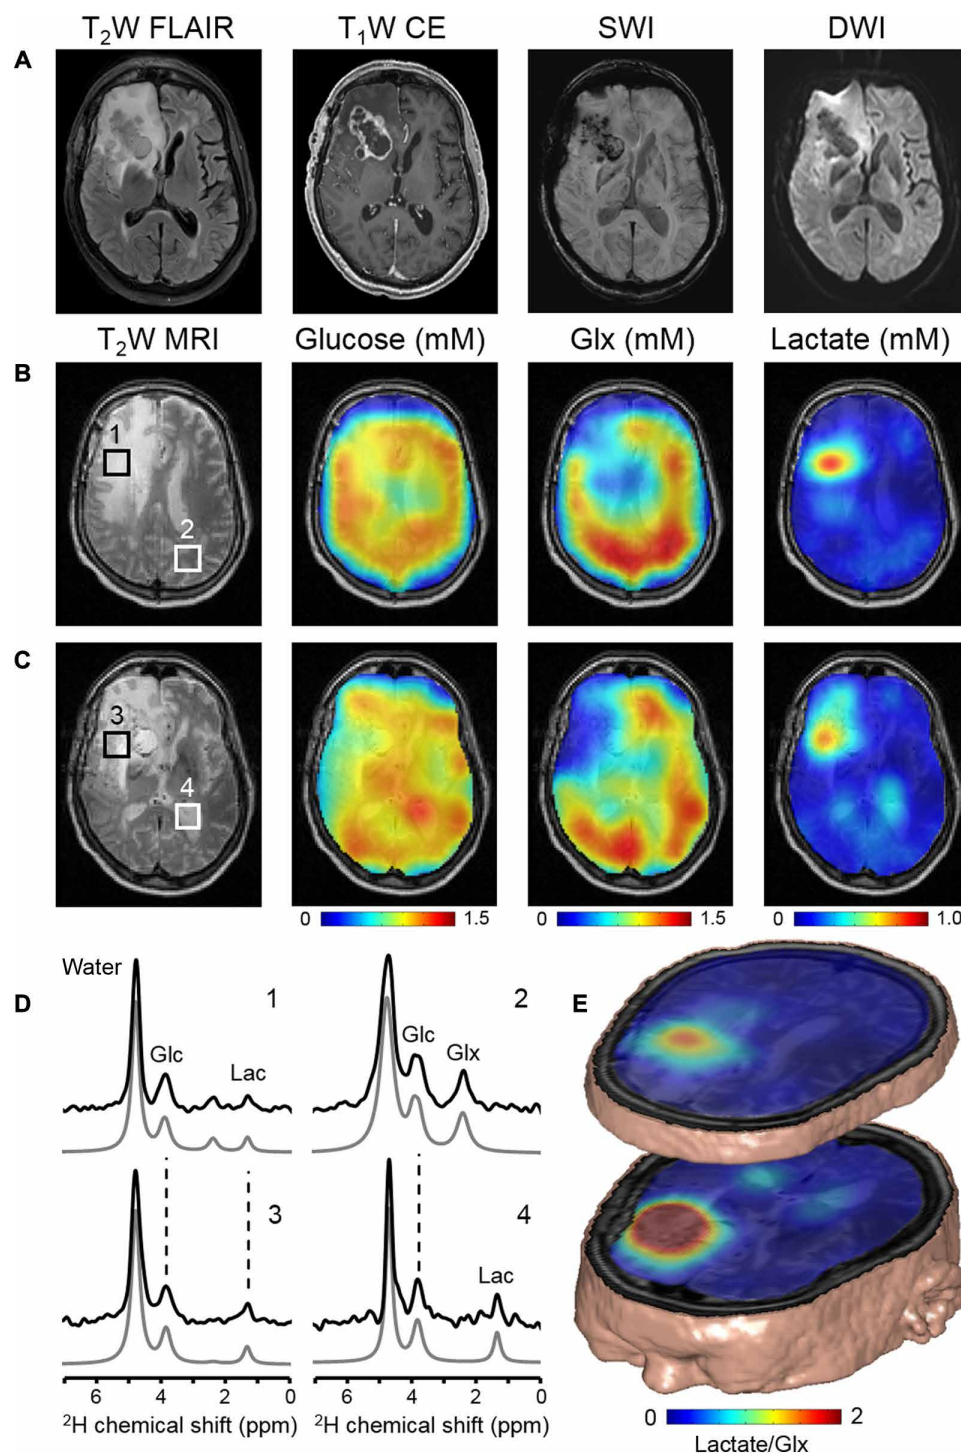 T₂W FLAIR T₁W CE SWI DWI
A
T₂W MRI Glucose (mM) Glx (mM) Lactate (mM)
B
1
2
C
3
4
0 1.5 0 1.5 0 1.0
D Water 1 2 E
Glc Lac Glc Glx
3 4
Lac
6 4 2 0 6 4 2 0
²H chemical shift (ppm) ²H chemical shift (ppm)
0 2
Lactate/Glx